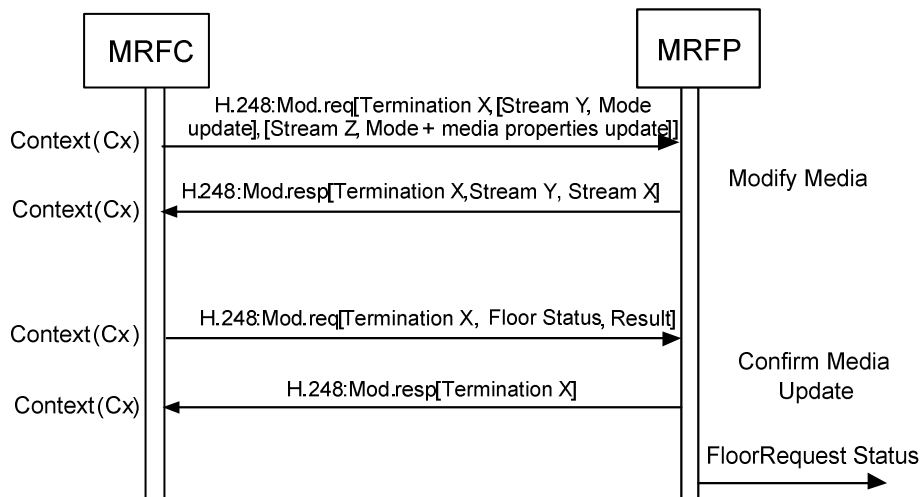 MRFC
MRFP
H.248:Mod.req[Termination X,[Stream Y, Mode
update],[Stream Z, Mode + media properties update]]
Context(Cx)
Modify Media
H.248:Mod.resp[Termination X,Stream Y, Stream X]
Context(Cx)
H.248:Mod.req[Termination X, Floor Status, Result]
Context(Cx)
Confirm Media
Update
H.248:Mod.resp[Termination X]
Context(Cx)
FloorRequest Status